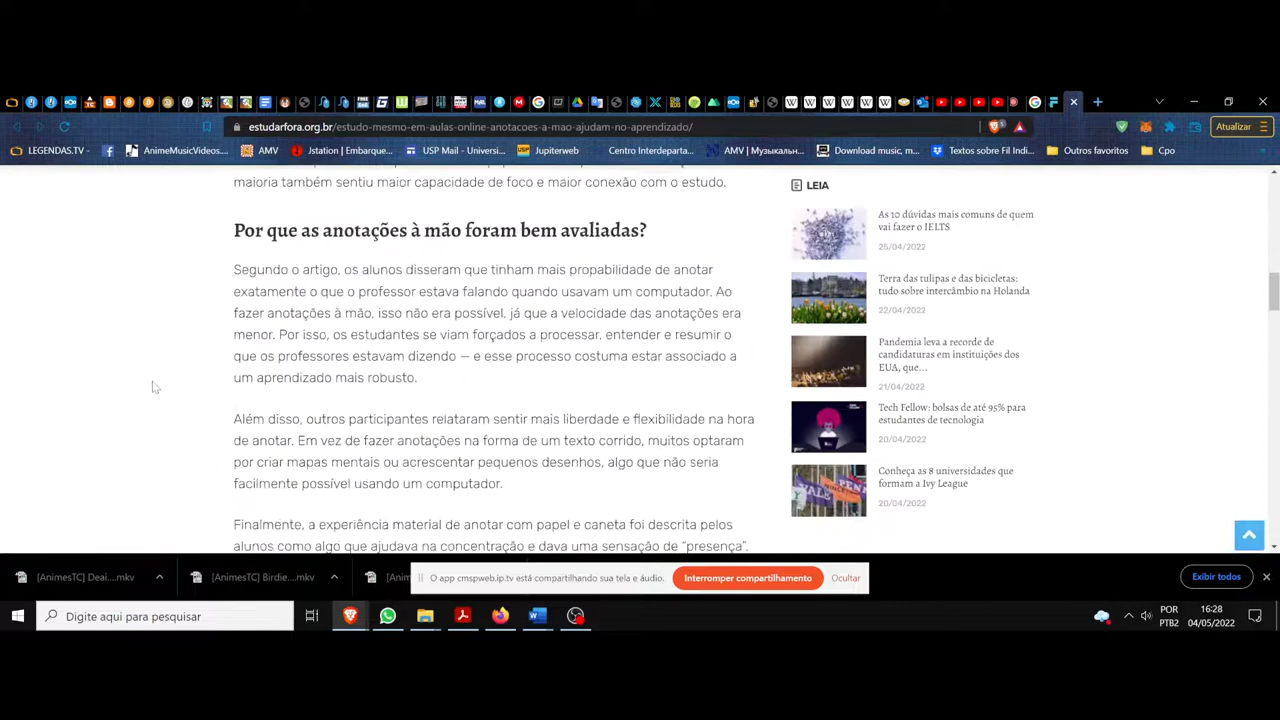 estudarfora.org.br/estudo-mesmo-em-aulas-online-anotacoes-a-mao-ajudam-no-aprendizado/
Atualizar
LEGENDAS.TV -
AnimeMusicVideos....
AMV
Jstation | Embarque...
USP Mail - Universi...
Jupiterweb
Centro Interdeparta...
AMV | Музыкальн...
Download music, m...
Textos sobre Fil Indi...
Outros favoritos
Cpo
maioria também sentiu maior capacidade de foco e maior conexão com o estudo.
Por que as anotações à mão foram bem avaliadas?
Segundo o artigo, os alunos disseram que tinham mais propabilidade de anotar
exatamente o que o professor estava falando quando usavam um computador. Ao
fazer anotações à mão, isso não era possível, já que a velocidade das anotações era
menor. Por isso, os estudantes se viam forçados a processar, entender e resumir o
que os professores estavam dizendo — e esse processo costuma estar associado a
um aprendizado mais robusto.
Além disso, outros participantes relataram sentir mais liberdade e flexibilidade na hora
de anotar. Em vez de fazer anotações na forma de um texto corrido, muitos optaram
por criar mapas mentais ou acrescentar pequenos desenhos, algo que não seria
facilmente possível usando um computador.
Finalmente, a experiência material de anotar com papel e caneta foi descrita pelos
alunos como algo que ajudava na concentração e dava uma sensação de “presença”.
LEIA
As 10 dúvidas mais comuns de quem
vai fazer o IELTS
25/04/2022
Terra das tulipas e das bicicletas:
tudo sobre intercâmbio na Holanda
22/04/2022
Pandemia leva a recorde de
candidaturas em instituições dos
EUA, que...
21/04/2022
Tech Fellow: bolsas de até 95% para
estudantes de tecnologia
20/04/2022
Conheça as 8 universidades que
formam a Ivy League
20/04/2022
[AnimesTC] Deai....mkv
[AnimesTC] Birdie....mkv
O app cmspweb.ip.tv está compartilhando sua tela e áudio.
Interromper compartilhamento
Ocultar
Exibir todos
Digite aqui para pesquisar
POR
PTB2
16:28
04/05/2022